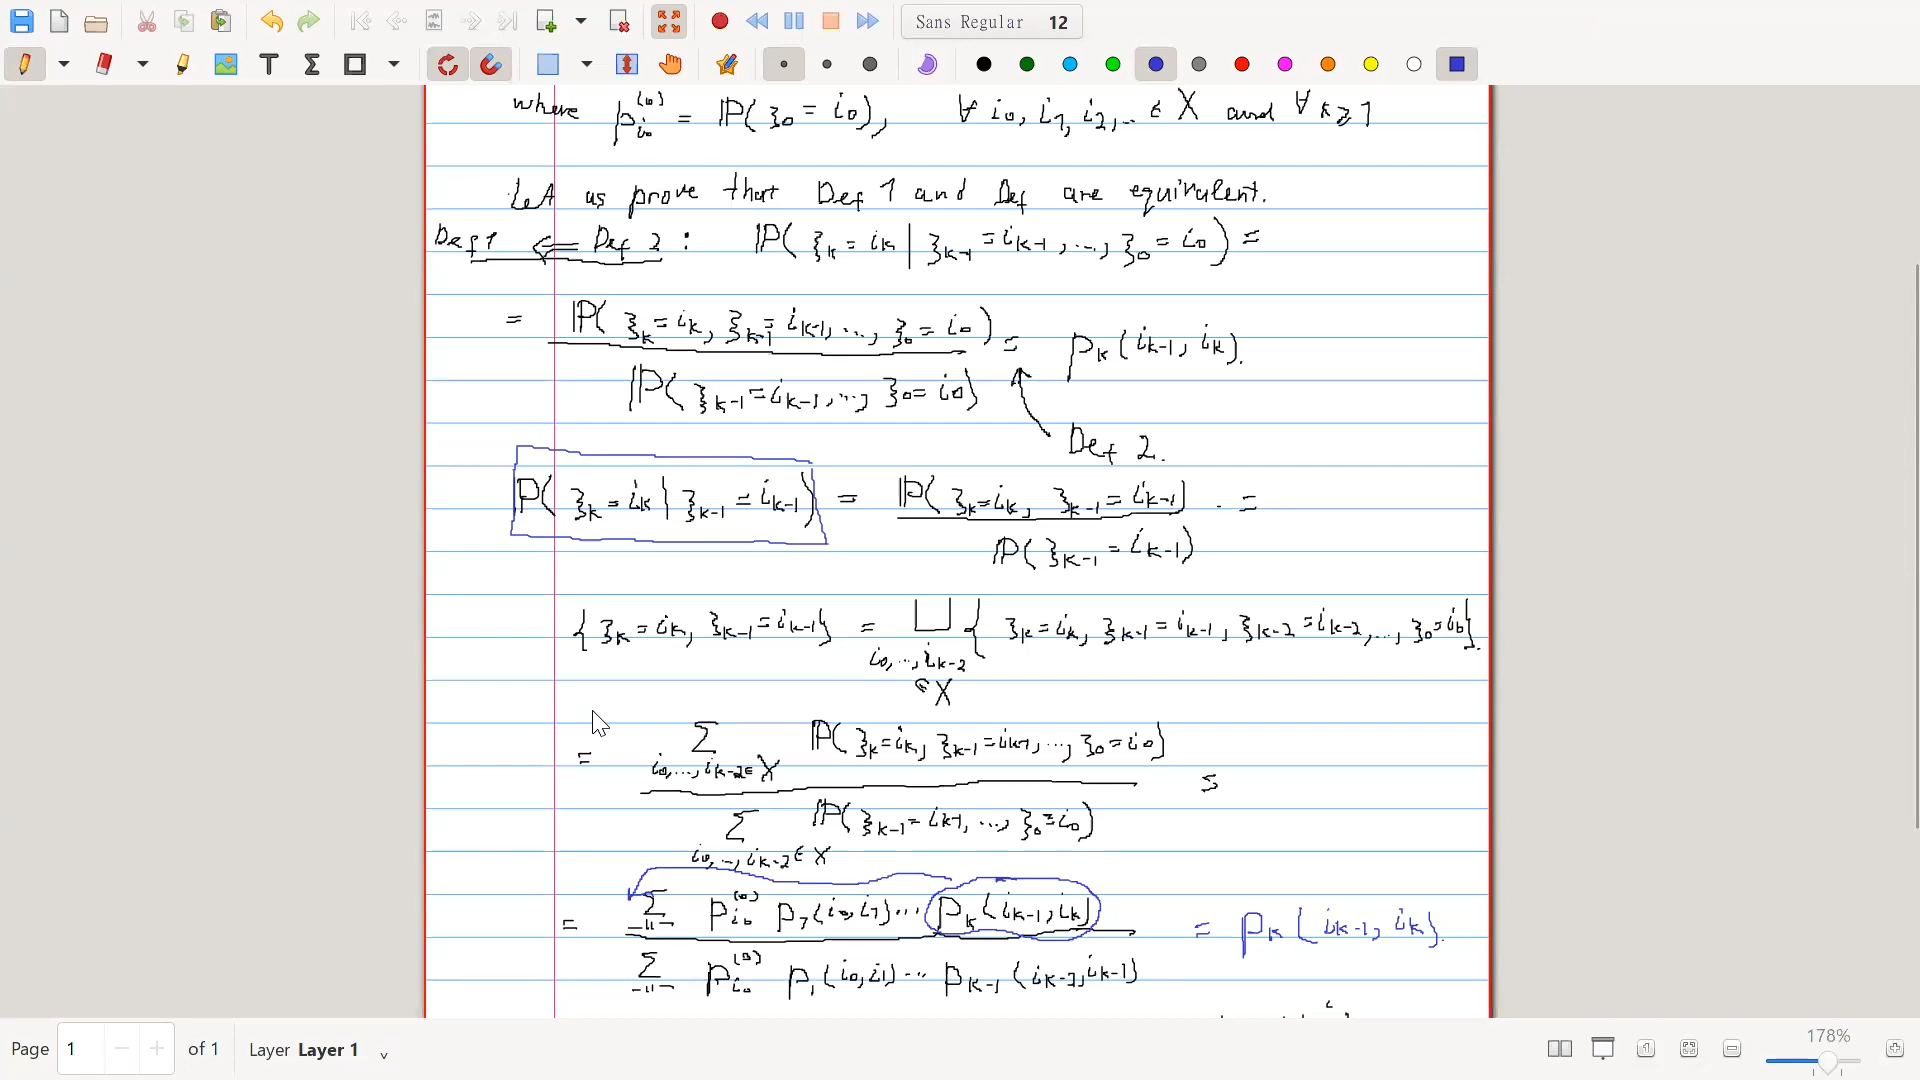 Sans Regular 12
where p_{i_0}^{(0)} = ℙ(ξ_0 = i_0), ∀ i_0, i_1, i_2, .. ∈ X and ∀ k ≥ 1
Let us prove that Def 1 and Def are equivalent.
Def 1 ⟸ Def 2 : ℙ( ξ_k = i_k | ξ_{k-1} = i_{k-1}, ..., ξ_0 = i_0 ) =
= ℙ( ξ_k = i_k, ξ_{k-1} = i_{k-1}, ..., ξ_0 = i_0 ) / ℙ( ξ_{k-1} = i_{k-1}, ..., ξ_0 = i_0 ) = p_k ( i_{k-1}, i_k ).
Def 2.
ℙ( ξ_k = i_k | ξ_{k-1} = i_{k-1} ) = ℙ( ξ_k = i_k, ξ_{k-1} = i_{k-1} ) / ℙ( ξ_{k-1} = i_{k-1} ) . =
{ ξ_k = i_k, ξ_{k-1} = i_{k-1} } = ⊔_{i_0, ..., i_{k-2} ∈ X} { ξ_k = i_k, ξ_{k-1} = i_{k-1}, ξ_{k-2} = i_{k-2}, ..., ξ_0 = i_0 }.
= Σ_{i_0, ..., i_{k-2} ∈ X} ℙ( ξ_k = i_k, ξ_{k-1} = i_{k-1}, ..., ξ_0 = i_0 ) / Σ_{i_0, ..., i_{k-2} ∈ X} ℙ( ξ_{k-1} = i_{k-1}, ..., ξ_0 = i_0 ) =
= Σ_{-"-} p_{i_0}^{(0)} p_1(i_0, i_1) ... p_k(i_{k-1}, i_k) / Σ_{-"-} p_{i_0}^{(0)} p_1(i_0, i_1) ... p_{k-1}(i_{k-2}, i_{k-1}) = p_k ( i_{k-1}, i_k ).
Page 1 of 1 Layer Layer 1 178%